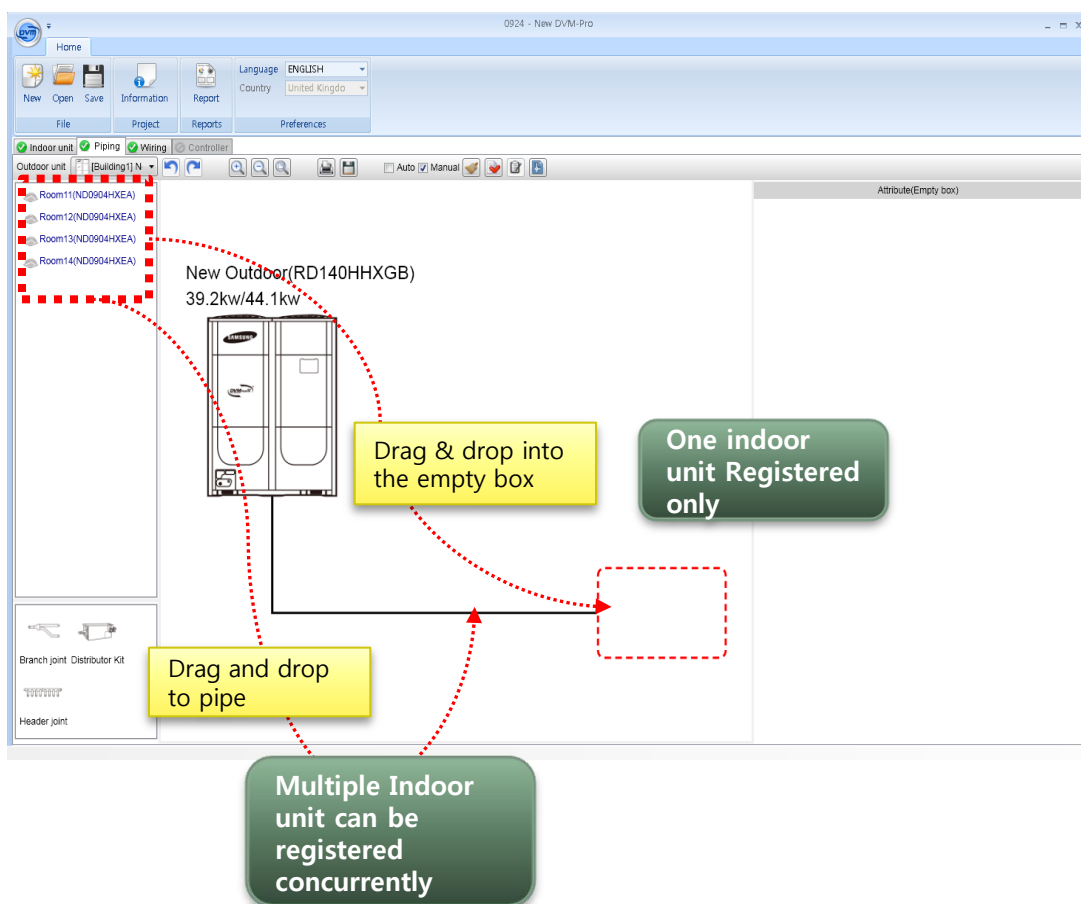 0924 - New DVM-Pro
DVM
Home
New Open Save Information Report
Language ENGLISH
Country United Kingdo
File Project Reports Preferences
Indoor unit Piping Wiring Controller
Outdoor unit [Building1] N Auto Manual
Attribute(Empty box)
Room11(ND0904HXEA)
Room12(ND0904HXEA)
Room13(ND0904HXEA)
Room14(ND0904HXEA)
New Outdoor(RD140HHXGB)
39.2kw/44.1kw
SAMSUNG
Drag & drop into
the empty box
One indoor
unit Registered
only
Branch joint Distributor Kit
Header joint
Drag and drop
to pipe
Multiple Indoor
unit can be
registered
concurrently